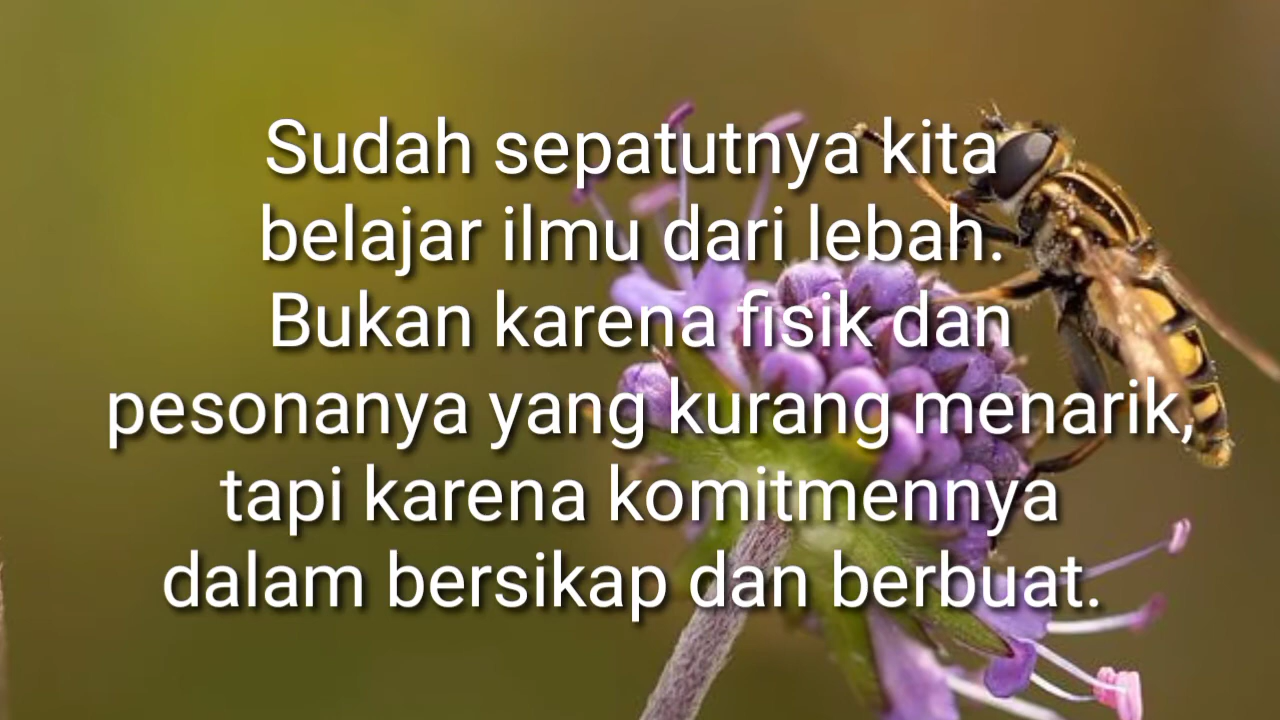 Sudah sepatutnya kita
belajar ilmu dari lebah.
Bukan karena fisik dan
pesonanya yang kurang menarik,
tapi karena komitmennya
dalam bersikap dan berbuat.